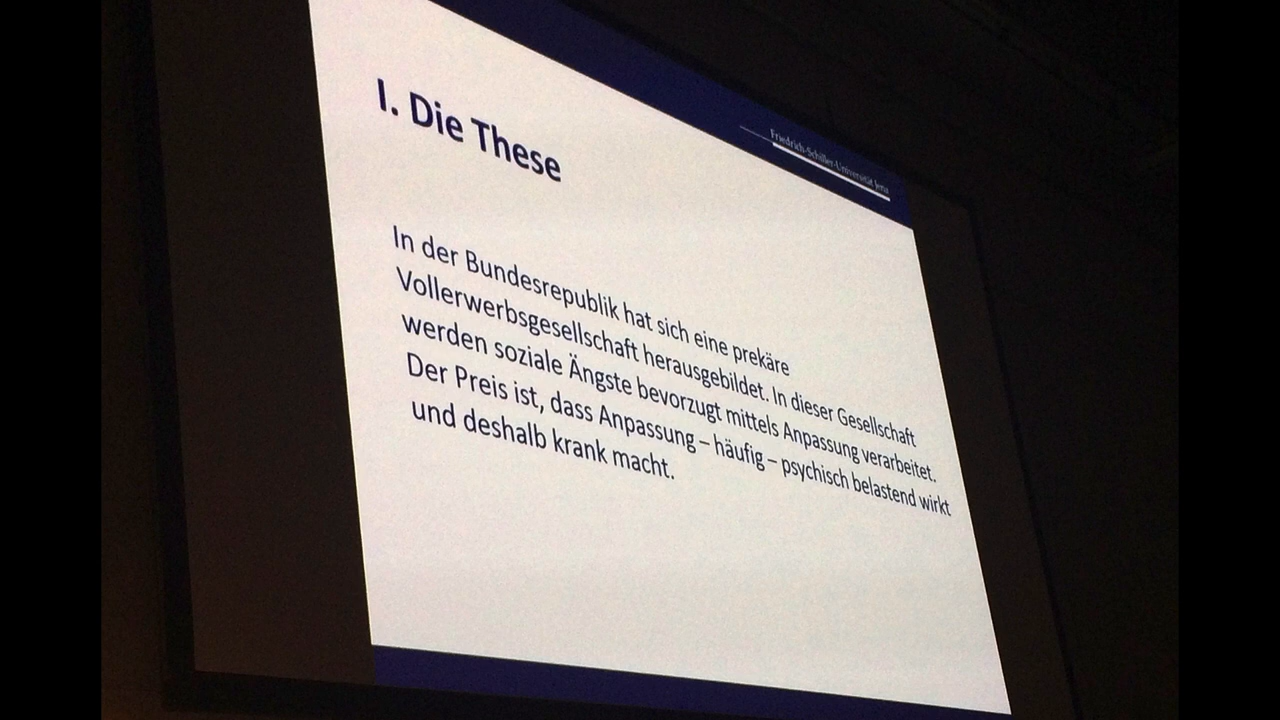 Friedrich-Schiller-Universität Jena
I. Die These
In der Bundesrepublik hat sich eine prekäre
Vollerwerbsgesellschaft herausgebildet. In dieser Gesellschaft
werden soziale Ängste bevorzugt mittels Anpassung verarbeitet.
Der Preis ist, dass Anpassung – häufig – psychisch belastend wirkt
und deshalb krank macht.